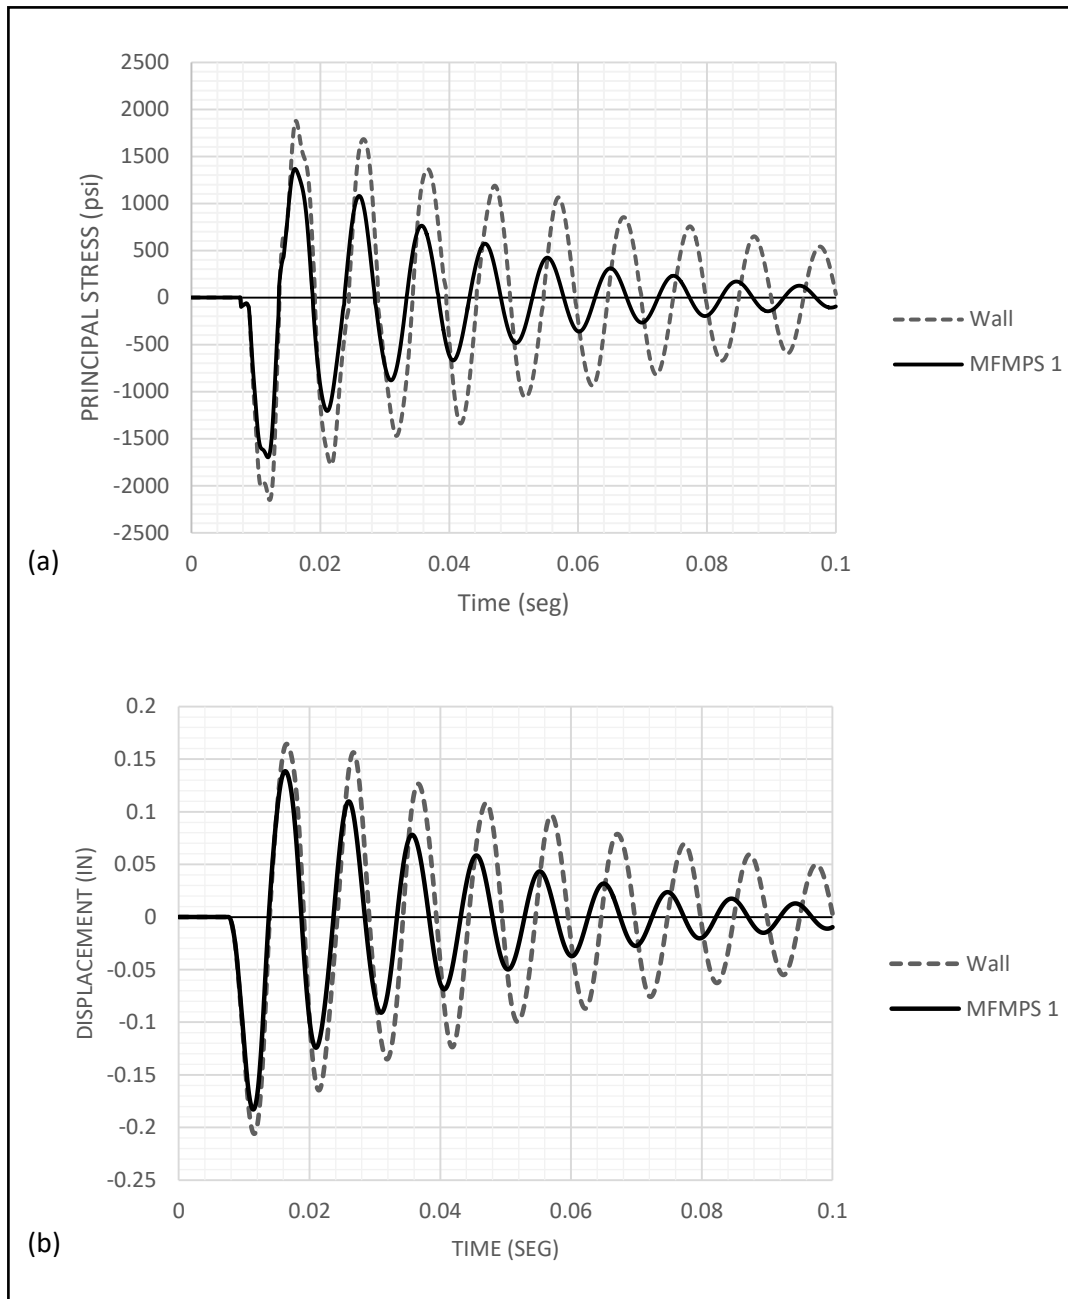 2500
2000
1500
1000
500
0
-500
-1000
-1500
-2000
-2500
PRINCIPAL STRESS (psi)
0 0.02 0.04 0.06 0.08 0.1
Time (seg)
Wall
MFMPS 1
(a)
0.2
0.15
0.1
0.05
0
-0.05
-0.1
-0.15
-0.2
-0.25
DISPLACEMENT (IN)
0 0.02 0.04 0.06 0.08 0.1
TIME (SEG)
Wall
MFMPS 1
(b)